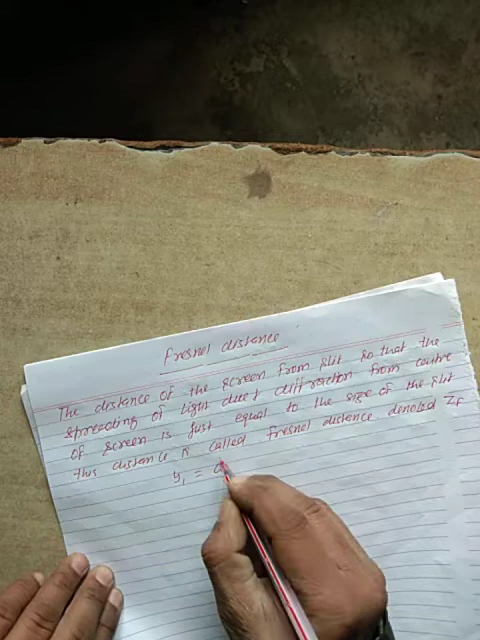 Fresnel distance
The distance of the screen from slit so that the
spreading of light due t diffraction from centre
of screen is just equal to the size of the slit
this distance is called fresnel distance denoted ZF
y₁ = a